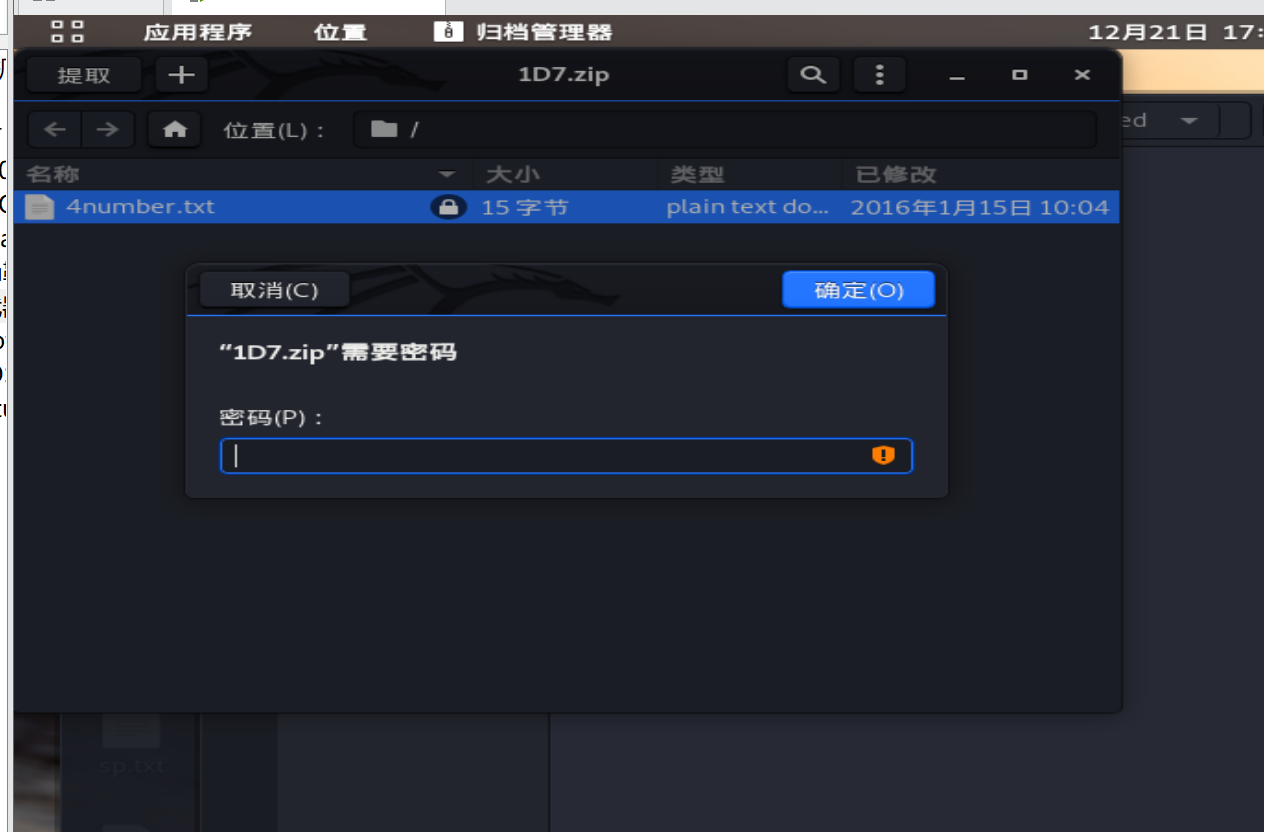 应用程序 位置 归档管理器 12月21日 17:
提取 1D7.zip
位置(L)： /
ed
名称 大小 类型 已修改
4number.txt 15 字节 plain text do... 2016年1月15日 10:04
取消(C) 确定(O)
“1D7.zip”需要密码
密码(P)：
sp.txt